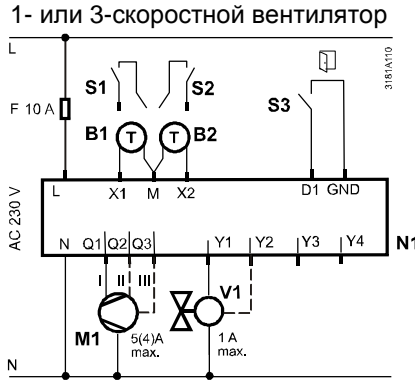 1- или 3-скоростной вентилятор
L
3181A110
S1 S2
S3
F 10 A
B1 T T B2
L X1 M X2 D1 GND
AC 230 V
N Q1 Q2 Q3 Y1 Y2 Y3 Y4 N1
I II III
V1
M1 5(4)A max. 1 A max.
N